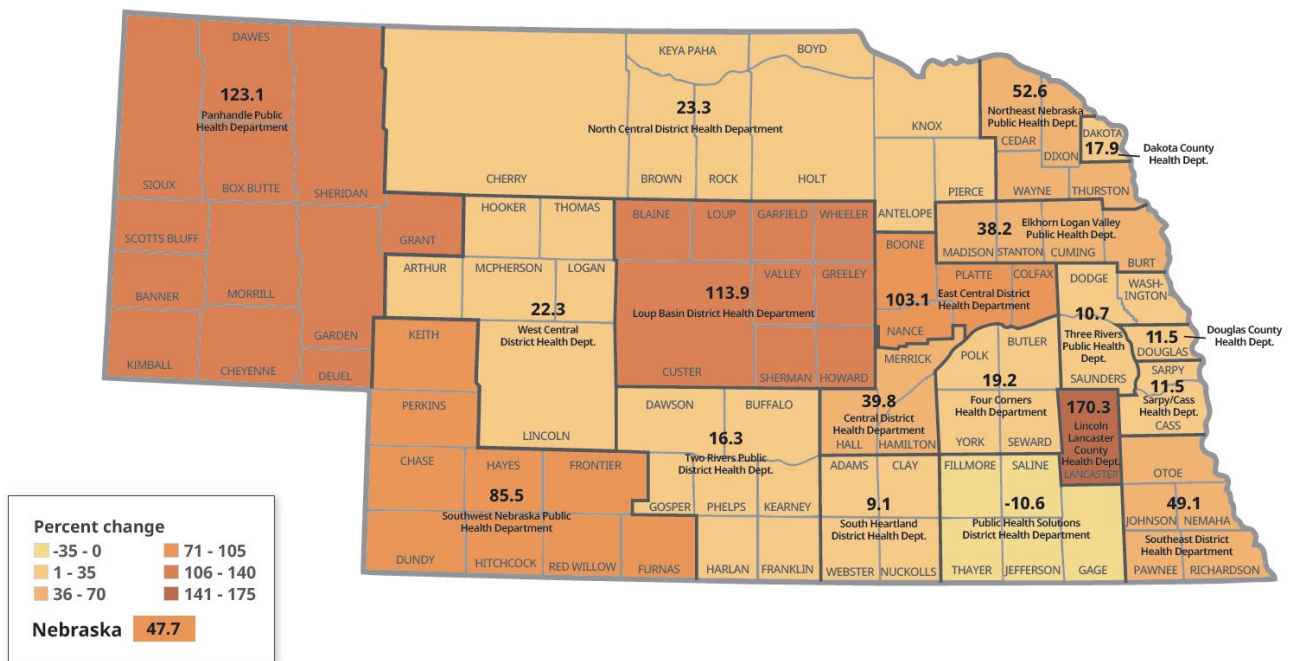 DAWES
KEYA PAHA
BOYD
123.1
Panhandle Public
Health Department
23.3
North Central District Health Department
KNOX
52.6
Northeast Nebraska
Public Health Dept.
CEDAR
DIXON
DAKOTA
17.9
Dakota County
Health Dept.
SIOUX
BOX BUTTE
SHERIDAN
CHERRY
BROWN
ROCK
HOLT
PIERCE
WAYNE
THURSTON
HOOKER
THOMAS
BLAINE
LOUP
GARFIELD
WHEELER
ANTELOPE
38.2
Elkhorn Logan Valley
Public Health Dept.
MADISON
STANTON
CUMING
BURT
SCOTTS BLUFF
GRANT
BOONE
ARTHUR
MCPHERSON
LOGAN
VALLEY
GREELEY
PLATTE
COLFAX
DODGE
WASH-
INGTON
BANNER
MORRILL
GARDEN
22.3
West Central
District Health Dept.
113.9
Loup Basin District Health Department
103.1
East Central District
Health Department
NANCE
10.7
Three Rivers
Public Health
Dept.
SAUNDERS
11.5
DOUGLAS
Douglas County
Health Dept.
KIMBALL
CHEYENNE
DEUEL
KEITH
CUSTER
SHERMAN
HOWARD
MERRICK
POLK
BUTLER
SARPY
11.5
Sarpy/Cass
Health Dept.
CASS
PERKINS
LINCOLN
DAWSON
BUFFALO
16.3
Two Rivers Public
District Health Dept.
39.8
Central District
Health Department
HALL
HAMILTON
19.2
Four Corners
Health Department
YORK
SEWARD
170.3
Lincoln
Lancaster
County
Health Dept.
LANCASTER
OTOE
CHASE
HAYES
FRONTIER
85.5
Southwest Nebraska Public
Health Department
GOSPER
PHELPS
KEARNEY
ADAMS
CLAY
9.1
South Heartland
District Health Dept.
FILLMORE
SALINE
-10.6
Public Health Solutions
District Health Department
49.1
JOHNSON
NEMAHA
Southeast District
Health Department
DUNDY
HITCHCOCK
RED WILLOW
FURNAS
HARLAN
FRANKLIN
WEBSTER
NUCKOLLS
THAYER
JEFFERSON
GAGE
PAWNEE
RICHARDSON
Percent change
-35 - 0
1 - 35
36 - 70
71 - 105
106 - 140
141 - 175
Nebraska 47.7